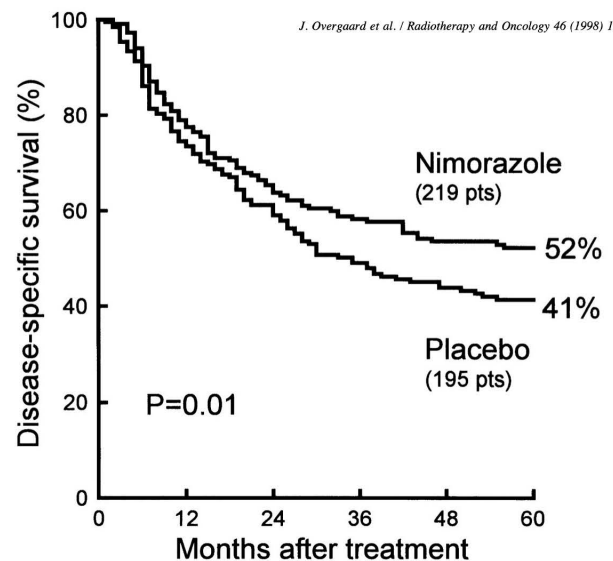 J. Overgaard et al. / Radiotherapy and Oncology 46 (1998) 1
Disease-specific survival (%)
100
80
60
40
20
0
Nimorazole
(219 pts)
52%
41%
Placebo
(195 pts)
P=0.01
0 12 24 36 48 60
Months after treatment